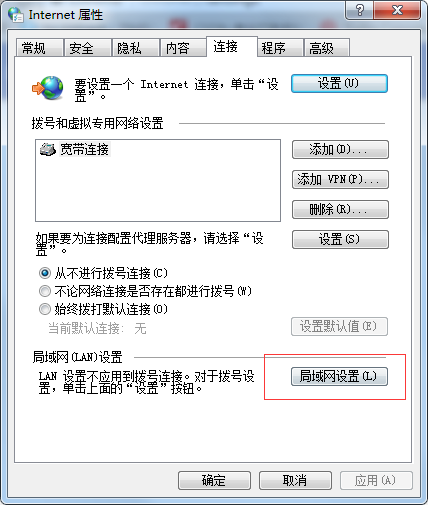 Internet 属性
常规 安全 隐私 内容 连接 程序 高级
要设置一个 Internet 连接，单击“设
置”。
设置(U)
拨号和虚拟专用网络设置
宽带连接
添加(D)...
添加 VPN(P)...
删除(R)...
如果要为连接配置代理服务器，请选择“设
置”。
设置(S)
从不进行拨号连接(C)
不论网络连接是否存在都进行拨号(W)
始终拨打默认连接(O)
当前默认连接: 无
设置默认值(E)
局域网(LAN)设置
LAN 设置不应用到拨号连接。对于拨号设
置，单击上面的“设置”按钮。
局域网设置(L)
确定 取消 应用(A)